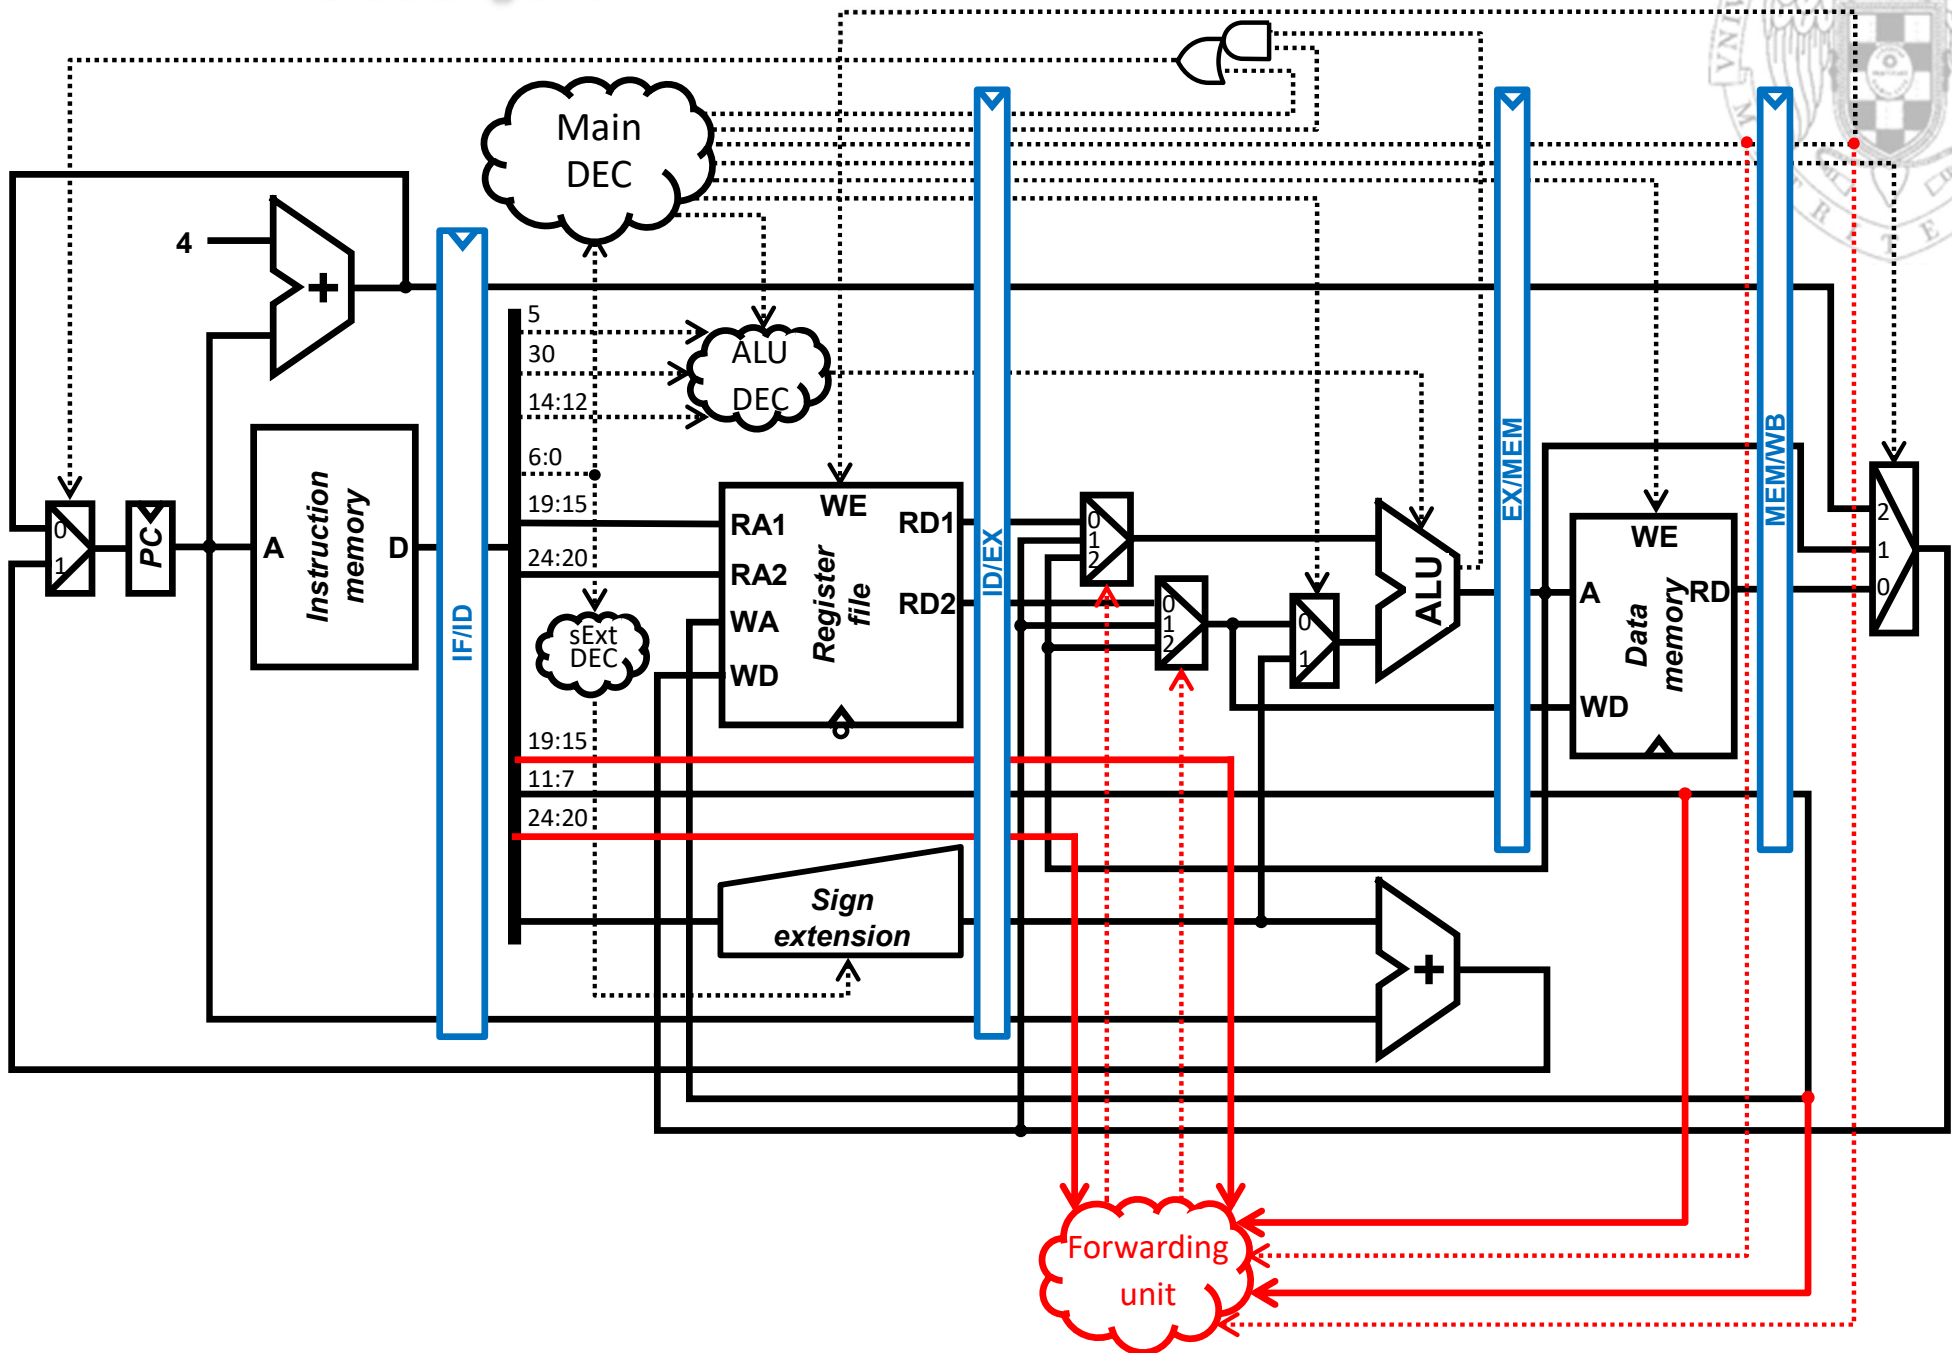 Main
DEC
4
5
30
14:12
6:0
19:15
24:20
ALU
DEC
sExt
DEC
0
1
PC
A
Instruction
memory
D
IF/ID
RA1
RA2
WA
WD
WE
Register
file
RD1
RD2
ID/EX
0
1
2
0
1
2
0
1
ALU
EX/MEM
A
WE
Data
memory
RD
WD
MEM/WB
2
1
0
19:15
11:7
24:20
Sign
extension
+
+
Forwarding
unit